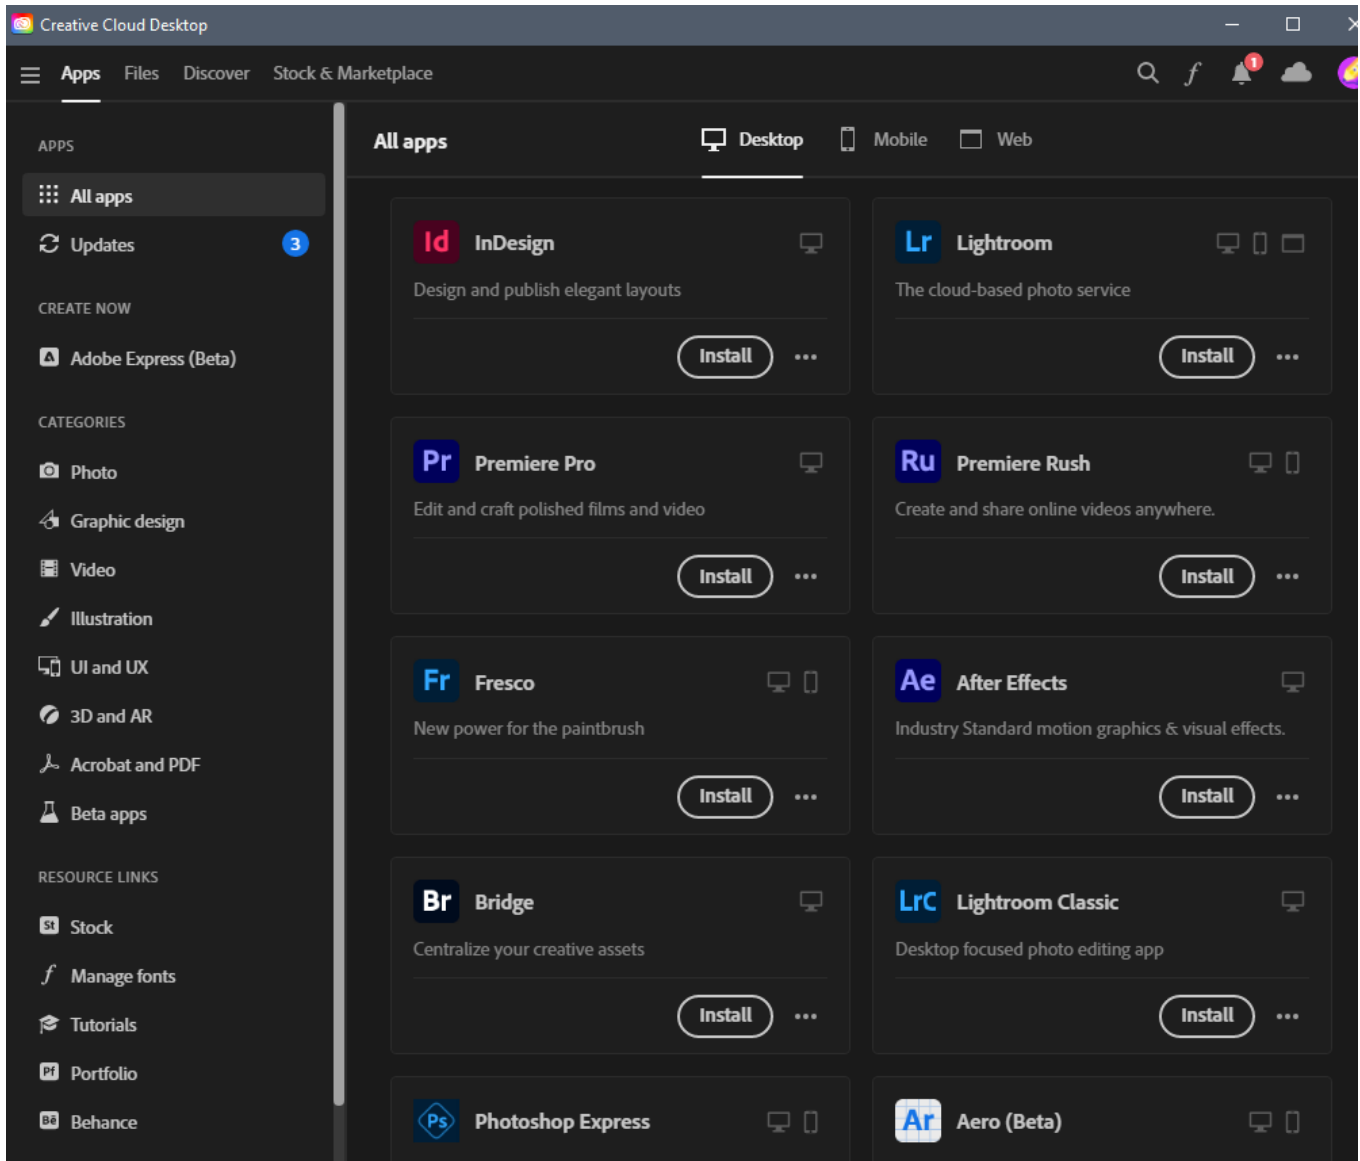 Creative Cloud Desktop
Apps Files Discover Stock & Marketplace
f 1
APPS
All apps
Updates 3
CREATE NOW
Adobe Express (Beta)
CATEGORIES
Photo
Graphic design
Video
Illustration
UI and UX
3D and AR
Acrobat and PDF
Beta apps
RESOURCE LINKS
St Stock
f Manage fonts
Tutorials
Pf Portfolio
Bē Behance
All apps Desktop Mobile Web
Id InDesign
Design and publish elegant layouts
Install
Lr Lightroom
The cloud-based photo service
Install
Pr Premiere Pro
Edit and craft polished films and video
Install
Ru Premiere Rush
Create and share online videos anywhere.
Install
Fr Fresco
New power for the paintbrush
Install
Ae After Effects
Industry Standard motion graphics & visual effects.
Install
Br Bridge
Centralize your creative assets
Install
LrC Lightroom Classic
Desktop focused photo editing app
Install
Ps Photoshop Express
Ar Aero (Beta)